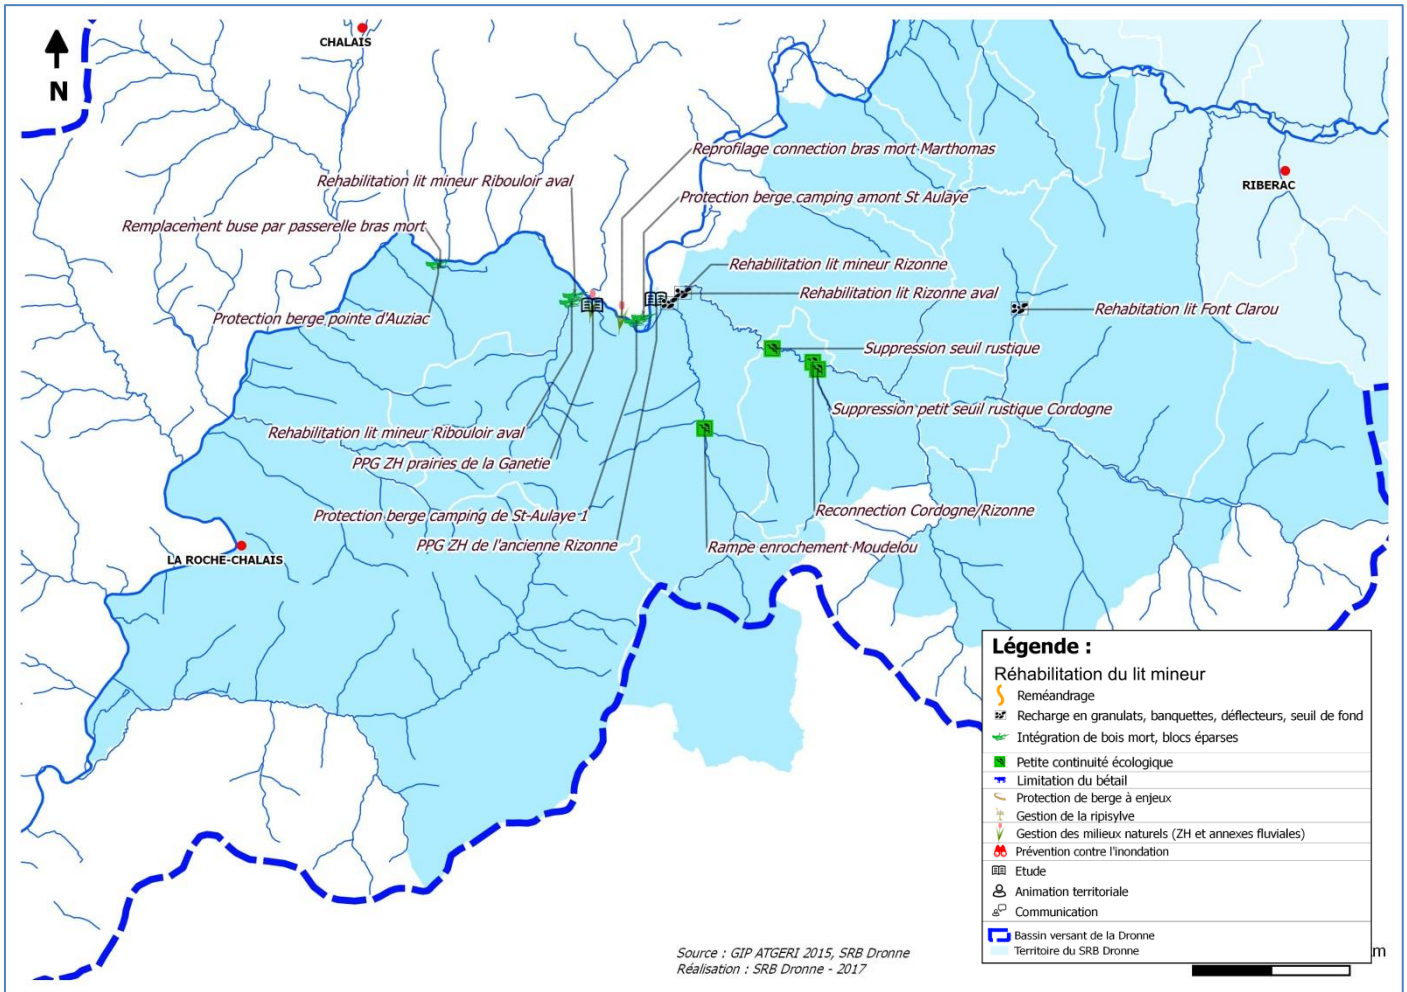 CHALAIS
N
Reprofilage connection bras mort Marthomas
RIBERAC
Rehabilitation lit mineur Ribouloir aval
Protection berge camping amont St Aulaye
Remplacement buse par passerelle bras mort
Rehabilitation lit mineur Rizonne
Rehabilitation lit Rizonne aval
Rehabitation lit Font Clarou
Protection berge pointe d'Auziac
Suppression seuil rustique
Suppression petit seuil rustique Cordogne
Rehabilitation lit mineur Ribouloir aval
PPG ZH prairies de la Ganetie
Protection berge camping de St-Aulaye 1
Reconnection Cordogne/Rizonne
PPG ZH de l'ancienne Rizonne
Rampe enrochement Moudelou
LA ROCHE-CHALAIS
Légende :
Réhabilitation du lit mineur
Reméandrage
Recharge en granulats, banquettes, déflecteurs, seuil de fond
Intégration de bois mort, blocs éparses
Petite continuité écologique
Limitation du bétail
Protection de berge à enjeux
Gestion de la ripisylve
Gestion des milieux naturels (ZH et annexes fluviales)
Prévention contre l'inondation
Etude
Animation territoriale
Communication
Bassin versant de la Dronne
Territoire du SRB Dronne
m
Source : GIP ATGERI 2015, SRB Dronne
Réalisation : SRB Dronne - 2017